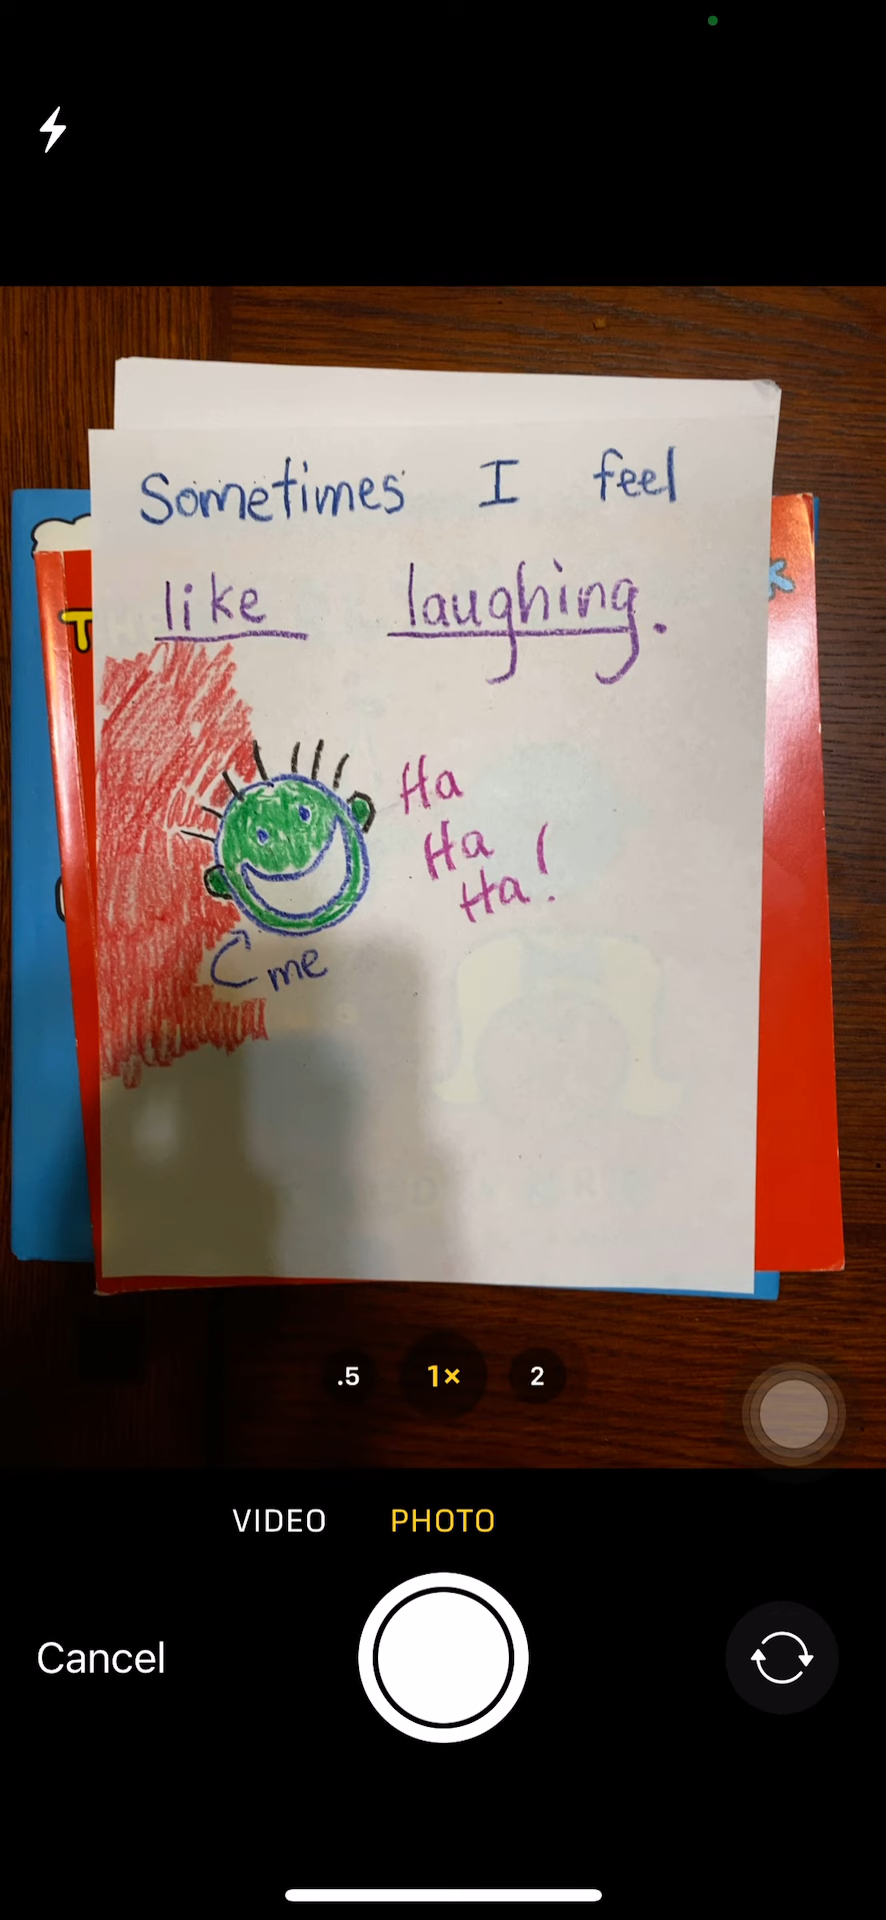 Sometimes I feel
like laughing.
Ha
Ha
Ha!
me
.5 1× 2
VIDEO PHOTO
Cancel